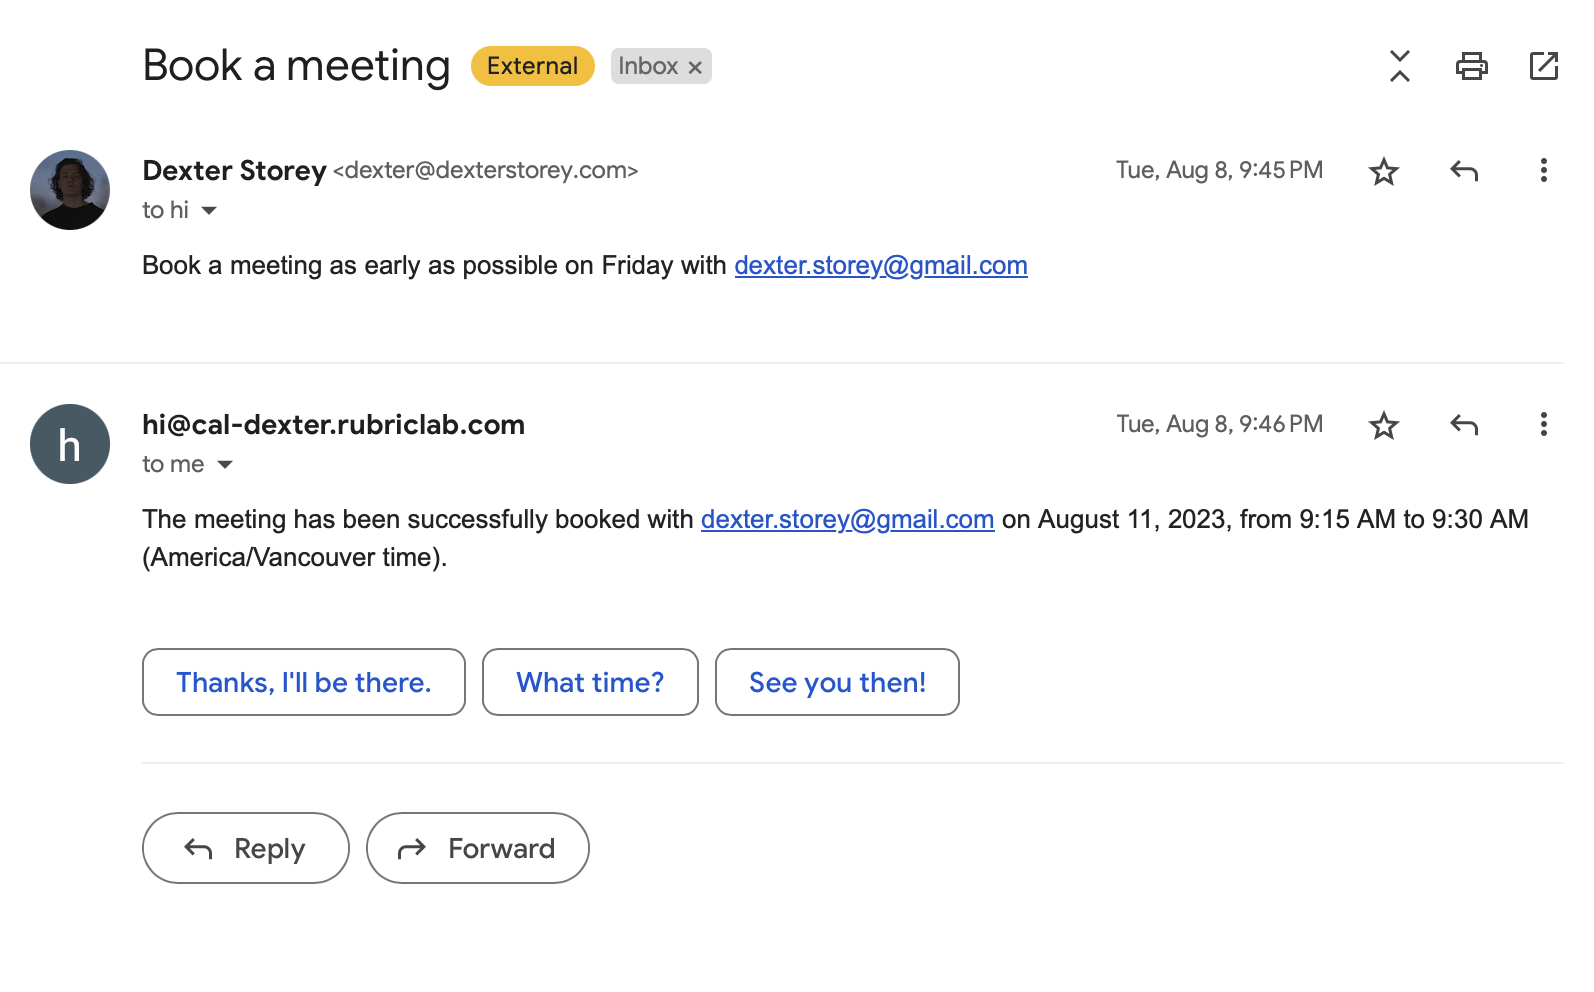 Book a meeting External Inbox ×
Dexter Storey <dexter@dexterstorey.com> Tue, Aug 8, 9:45 PM
to hi
Book a meeting as early as possible on Friday with dexter.storey@gmail.com
h
hi@cal-dexter.rubriclab.com Tue, Aug 8, 9:46 PM
to me
The meeting has been successfully booked with dexter.storey@gmail.com on August 11, 2023, from 9:15 AM to 9:30 AM
(America/Vancouver time).
Thanks, I'll be there. What time? See you then!
Reply Forward